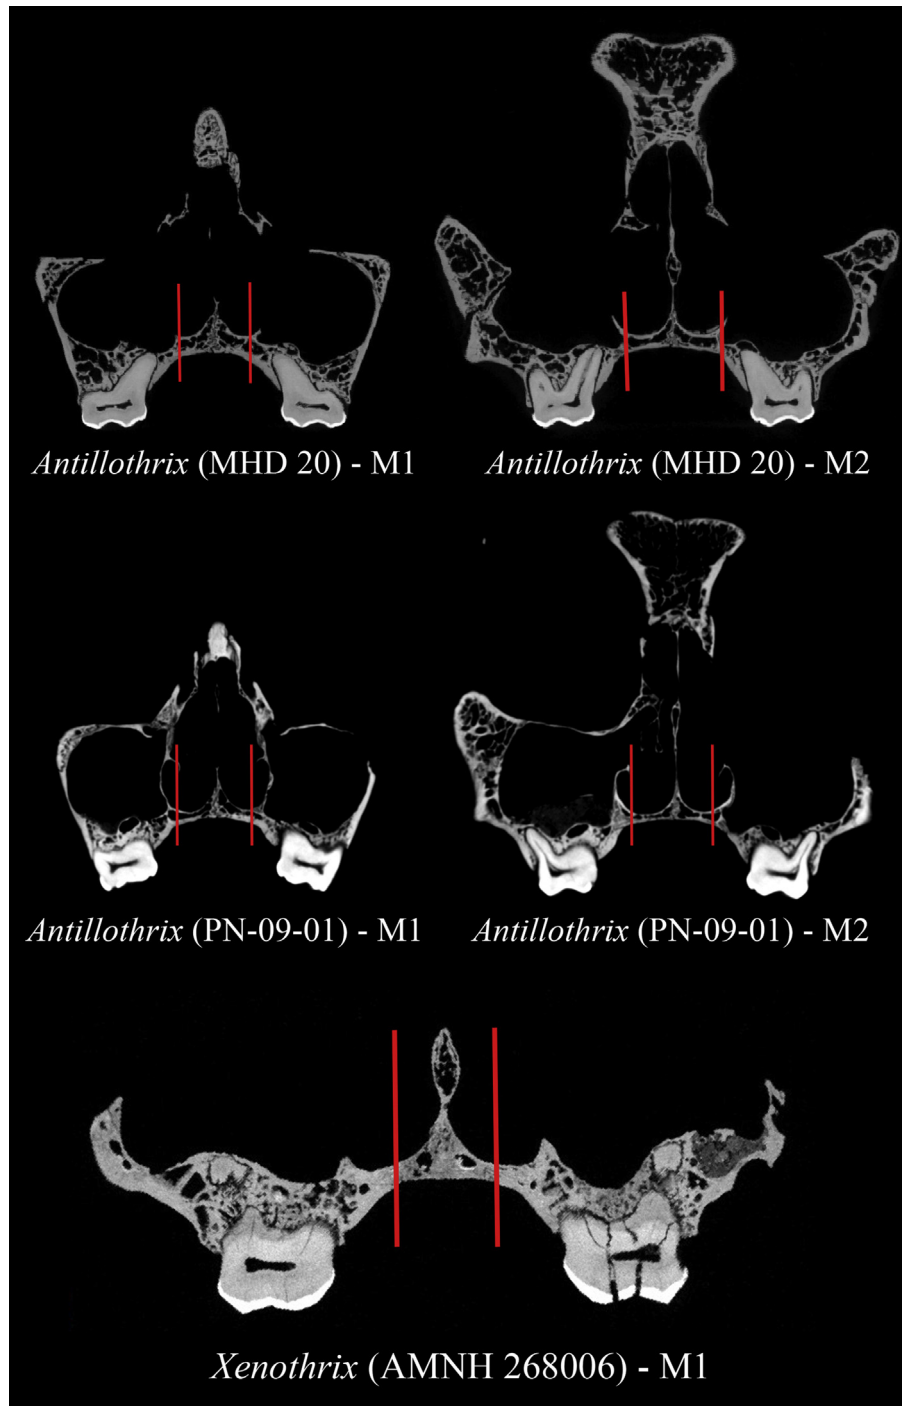 Antillothrix (MHD 20) - M1
Antillothrix (MHD 20) - M2
Antillothrix (PN-09-01) - M1
Antillothrix (PN-09-01) - M2
Xenothrix (AMNH 268006) - M1